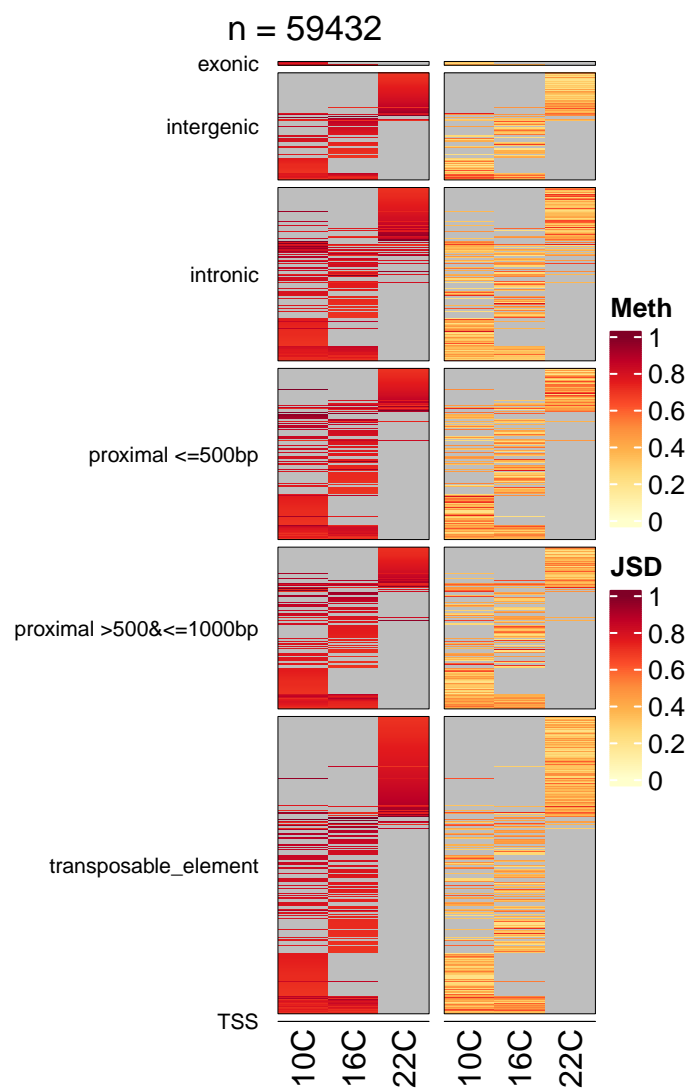 n = 59432
exonic
intergenic
intronic
proximal <=500bp
proximal >500&<=1000bp
transposable_element
TSS
10C
16C
22C
10C
16C
22C
Meth
1
0.8
0.6
0.4
0.2
0
JSD
1
0.8
0.6
0.4
0.2
0